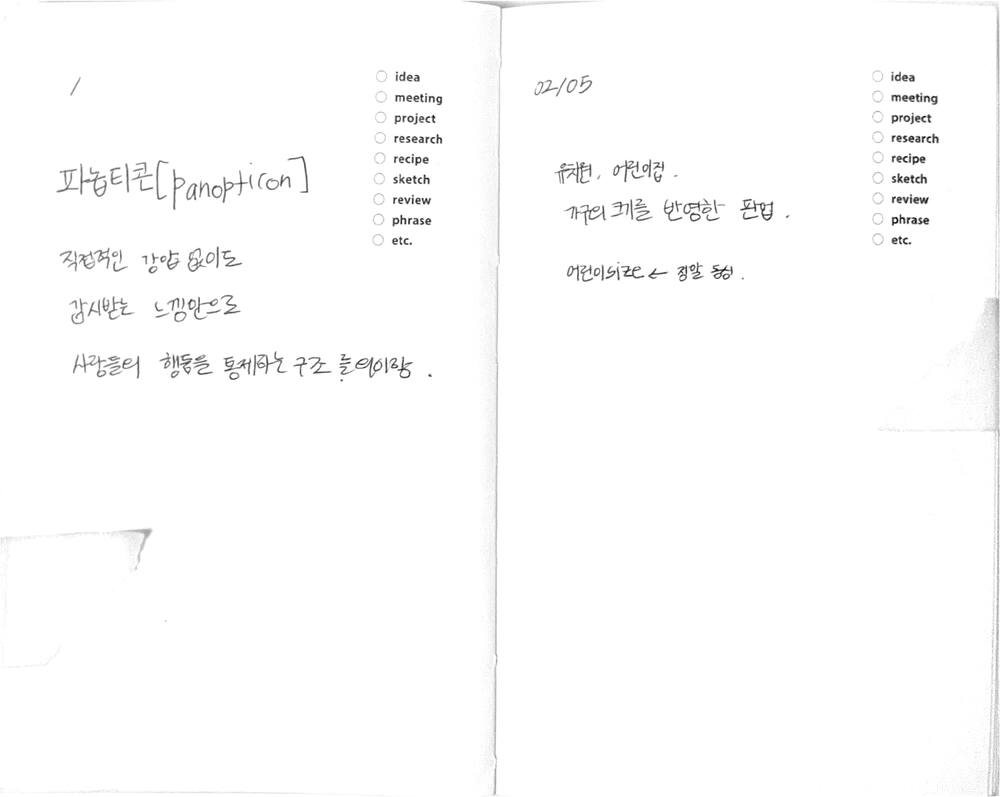 /
idea
meeting
project
research
recipe
sketch
review
phrase
etc.
파놉티콘[panopticon]
직접적인 강압 없이도
감시받는 느낌만으로
사람들의 행동을 통제하는 구조
02/05
idea
meeting
project
research
recipe
sketch
review
phrase
etc.
유치원, 어린이집.
가구의 크기를 반영한 판업.
어린이size ← 정말